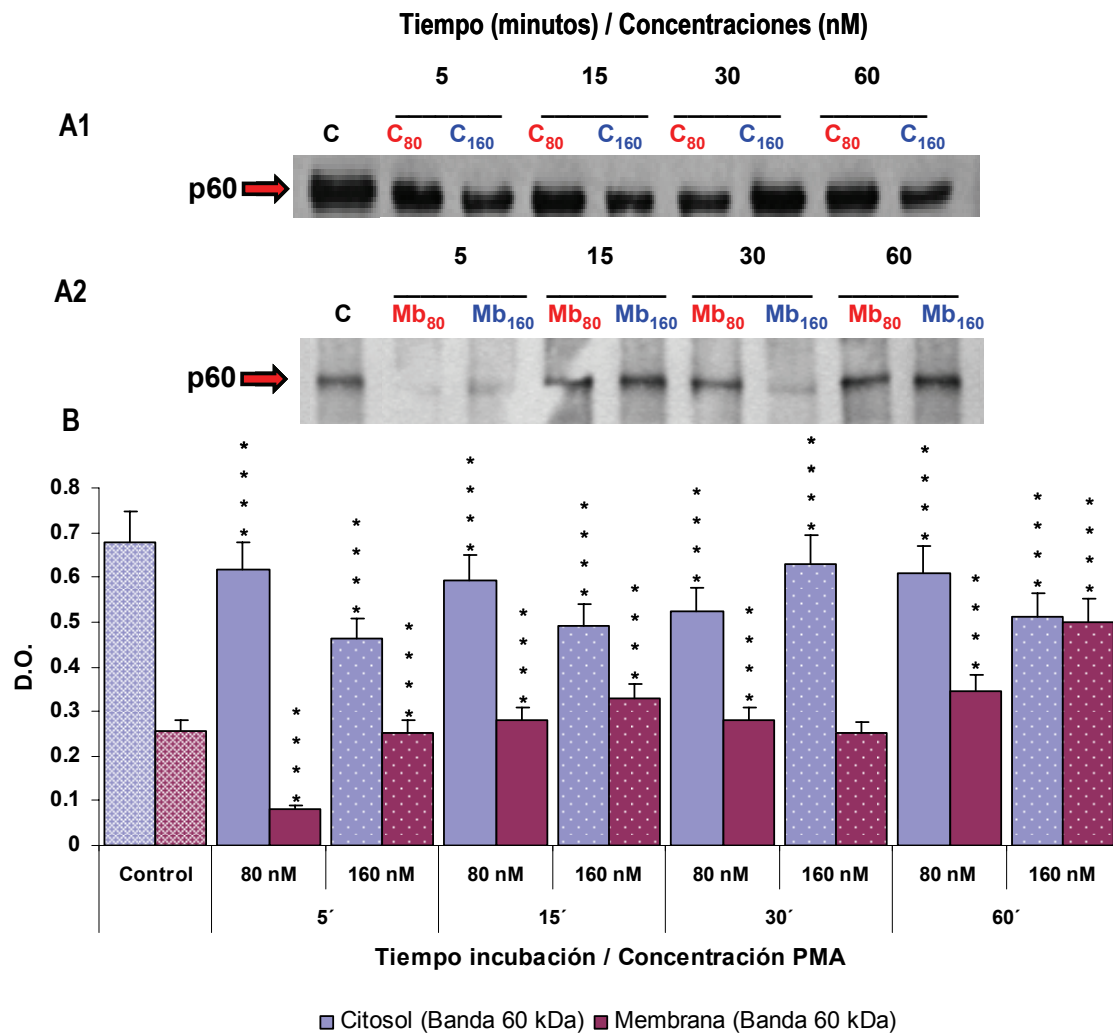 Tiempo (minutos) / Concentraciones (nM)
5 15 30 60
A1
C C80 C160 C80 C160 C80 C160 C80 C160
p60
5 15 30 60
A2
C Mb80 Mb160 Mb80 Mb160 Mb80 Mb160 Mb80 Mb160
p60
B
* * * * * * * * * * * * * * * * * * * * * * * * * * * * * * * * * * * * * * * * * * * * * * * * * * * * * * * * * * * *
0.8
0.7
0.6
0.5
0.4
0.3
0.2
0.1
0
D.O.
Control 80 nM 160 nM 80 nM 160 nM 80 nM 160 nM 80 nM 160 nM
5´ 15´ 30´ 60´
Tiempo incubación / Concentración PMA
Citosol (Banda 60 kDa) Membrana (Banda 60 kDa)